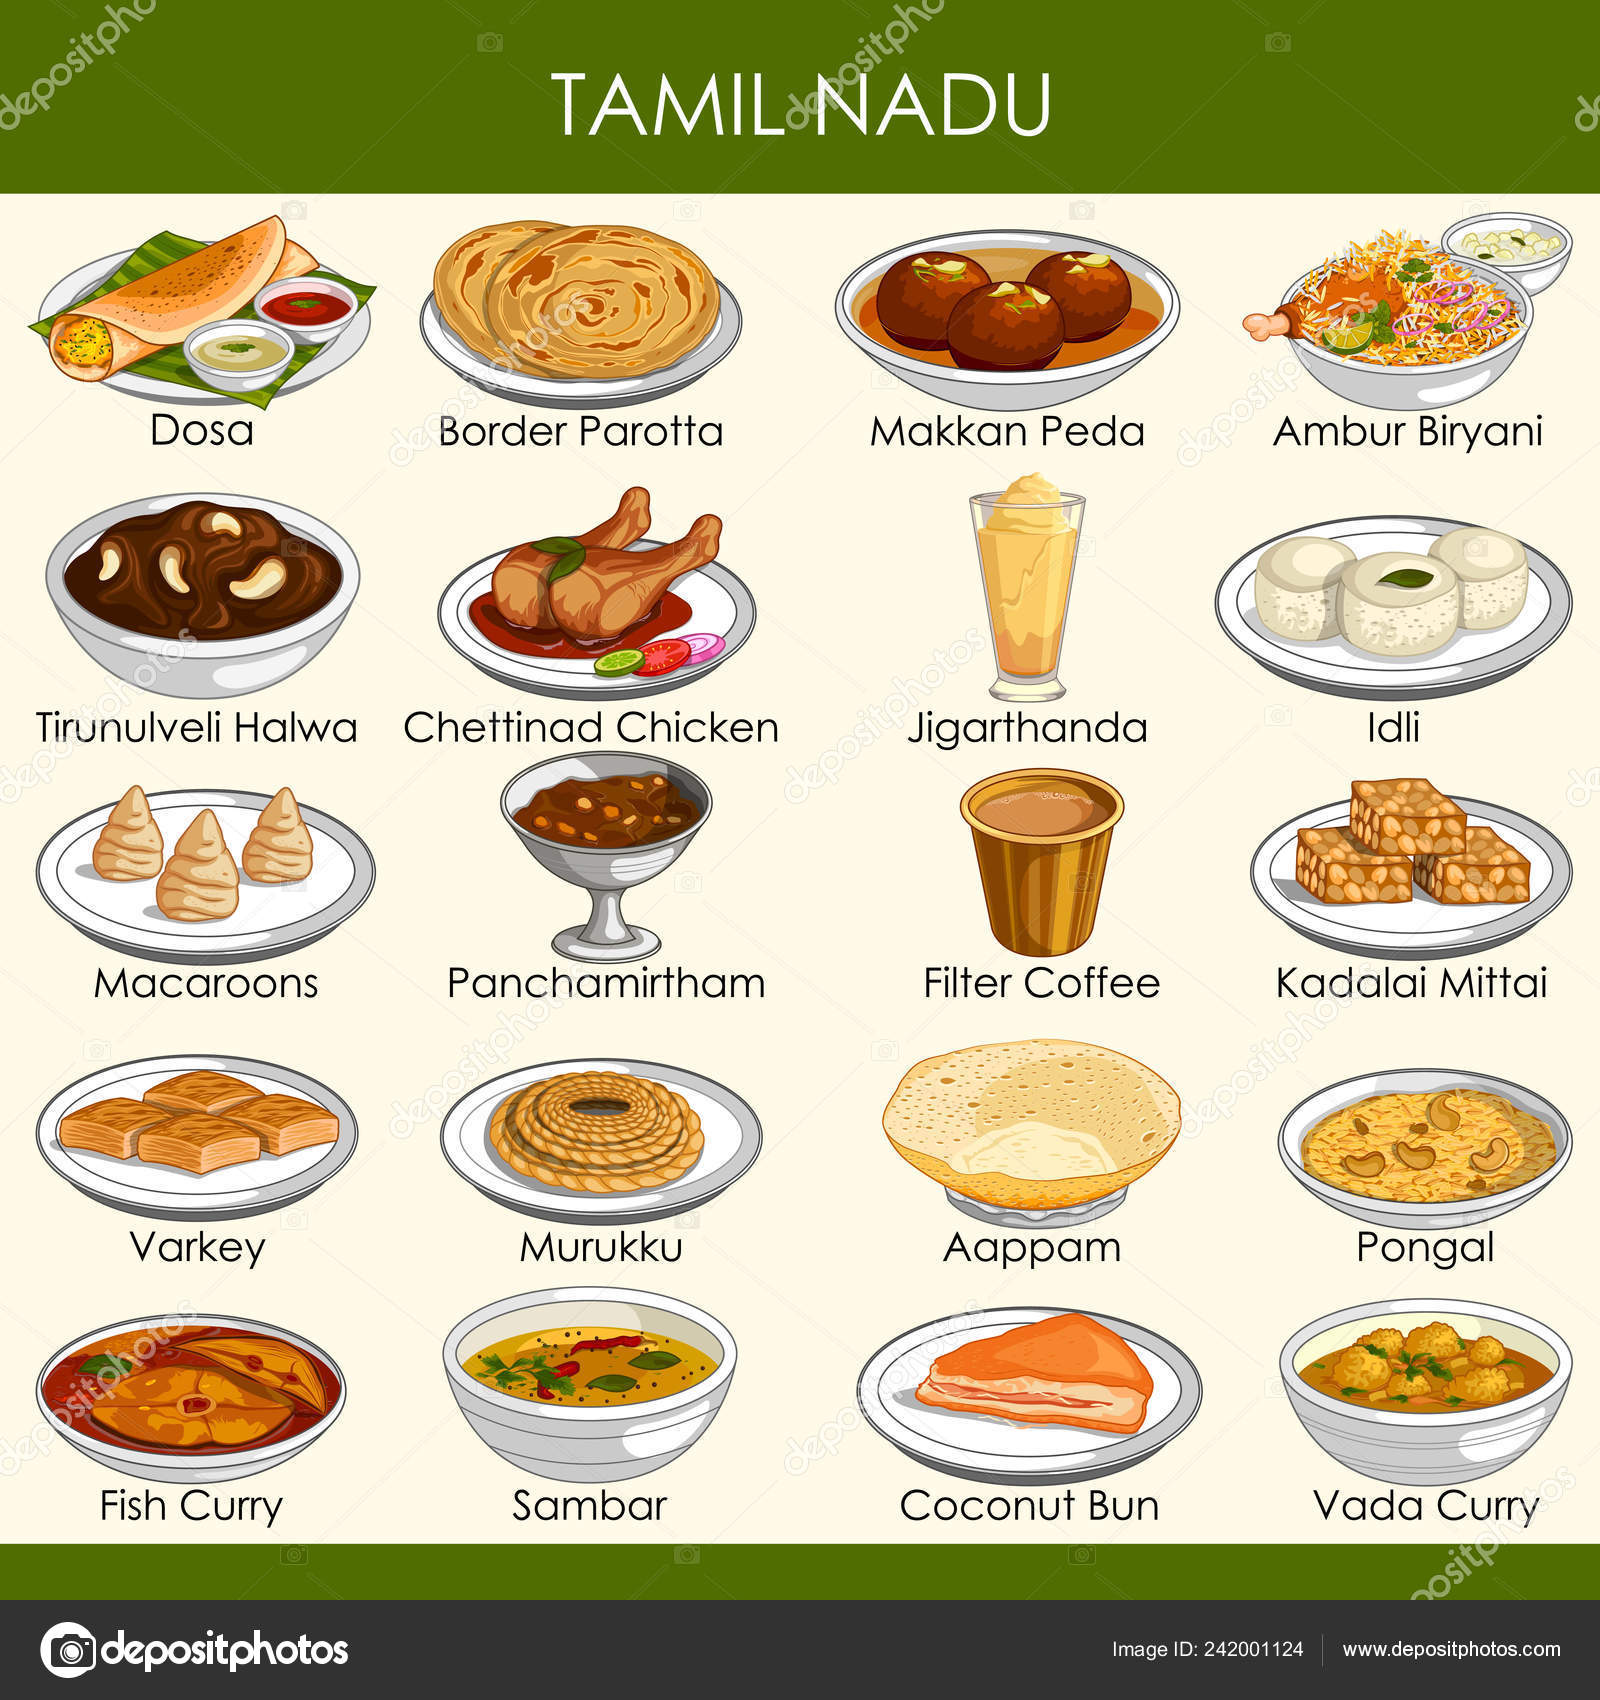 TAMIL NADU
Dosa
Border Parotta
Makkan Peda
Ambur Biryani
Tirunulveli Halwa
Chettinad Chicken
Jigarthanda
Idli
Macaroons
Panchamirtham
Filter Coffee
Kadalai Mittai
Varkey
Murukku
Aappam
Pongal
Fish Curry
Sambar
Coconut Bun
Vada Curry
depositphotos
Image ID: 242001124
www.depositphotos.com